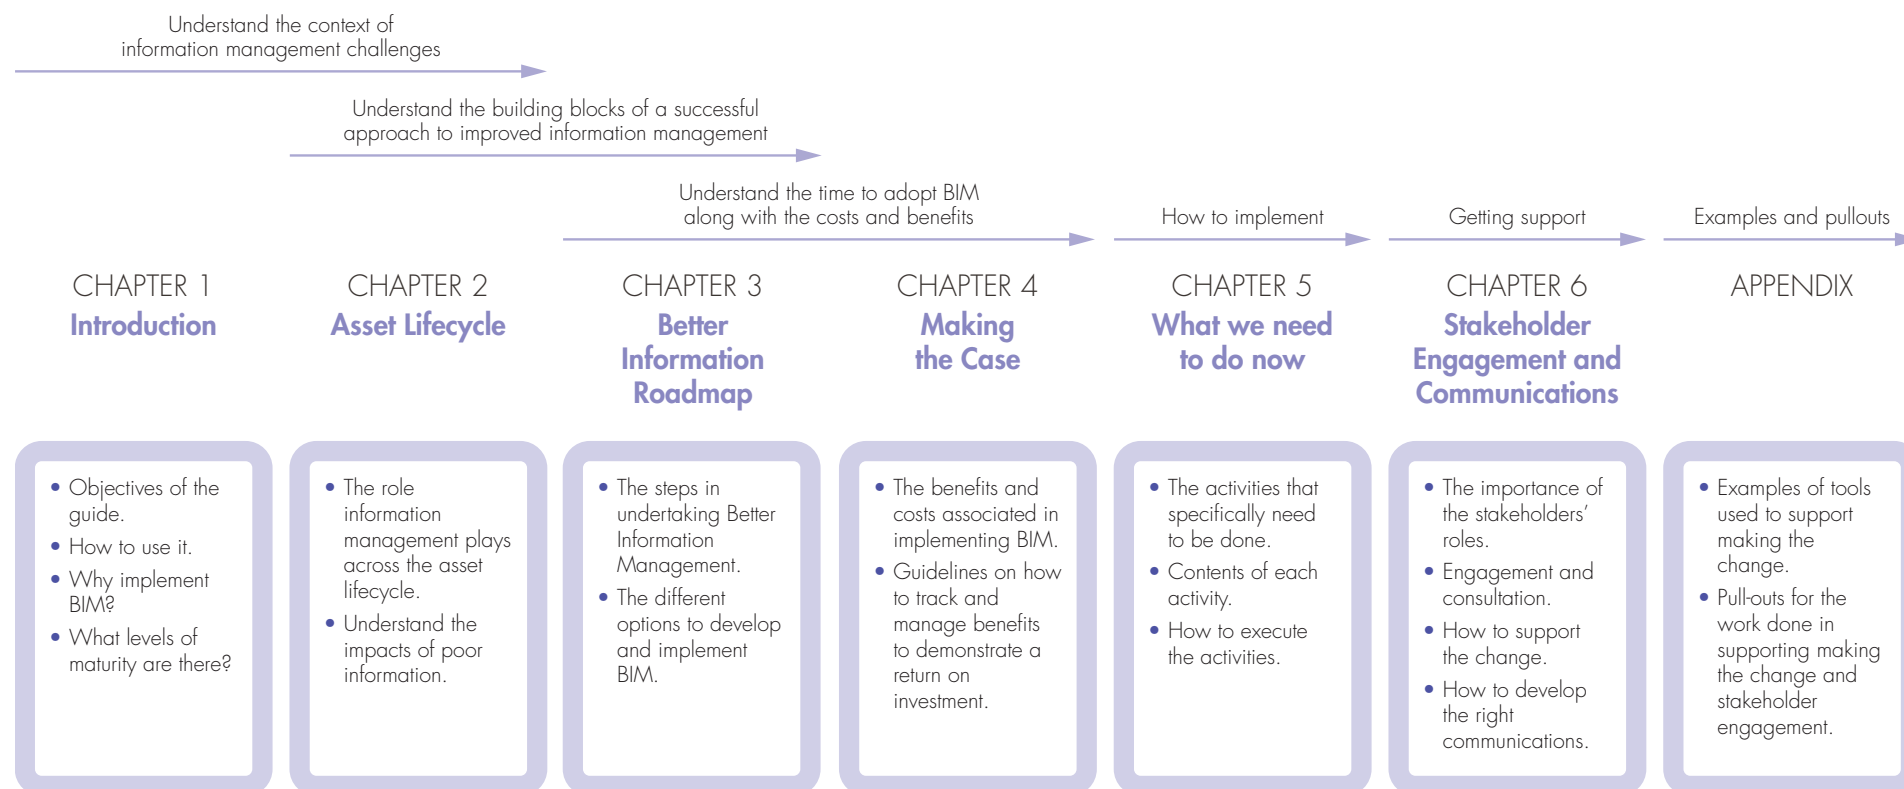 Understand the context of
information management challenges
Understand the building blocks of a successful
approach to improved information management
Understand the time to adopt BIM
along with the costs and benefits
How to implement
Getting support
Examples and pullouts
CHAPTER 1
Introduction
• Objectives of the
guide.
• How to use it.
• Why implement
BIM?
• What levels of
maturity are there?
CHAPTER 2
Asset Lifecycle
• The role
information
management plays
across the asset
lifecycle.
• Understand the
impacts of poor
information.
CHAPTER 3
Better
Information
Roadmap
• The steps in
undertaking Better
Information
Management.
• The different
options to develop
and implement
BIM.
CHAPTER 4
Making
the Case
• The benefits and
costs associated in
implementing BIM.
• Guidelines on how
to track and
manage benefits
to demonstrate a
return on
investment.
CHAPTER 5
What we need
to do now
• The activities that
specifically need
to be done.
• Contents of each
activity.
• How to execute
the activities.
CHAPTER 6
Stakeholder
Engagement and
Communications
• The importance of
the stakeholders’
roles.
• Engagement and
consultation.
• How to support
the change.
• How to develop
the right
communications.
APPENDIX
• Examples of tools
used to support
making the
change.
• Pull-outs for the
work done in
supporting making
the change and
stakeholder
engagement.